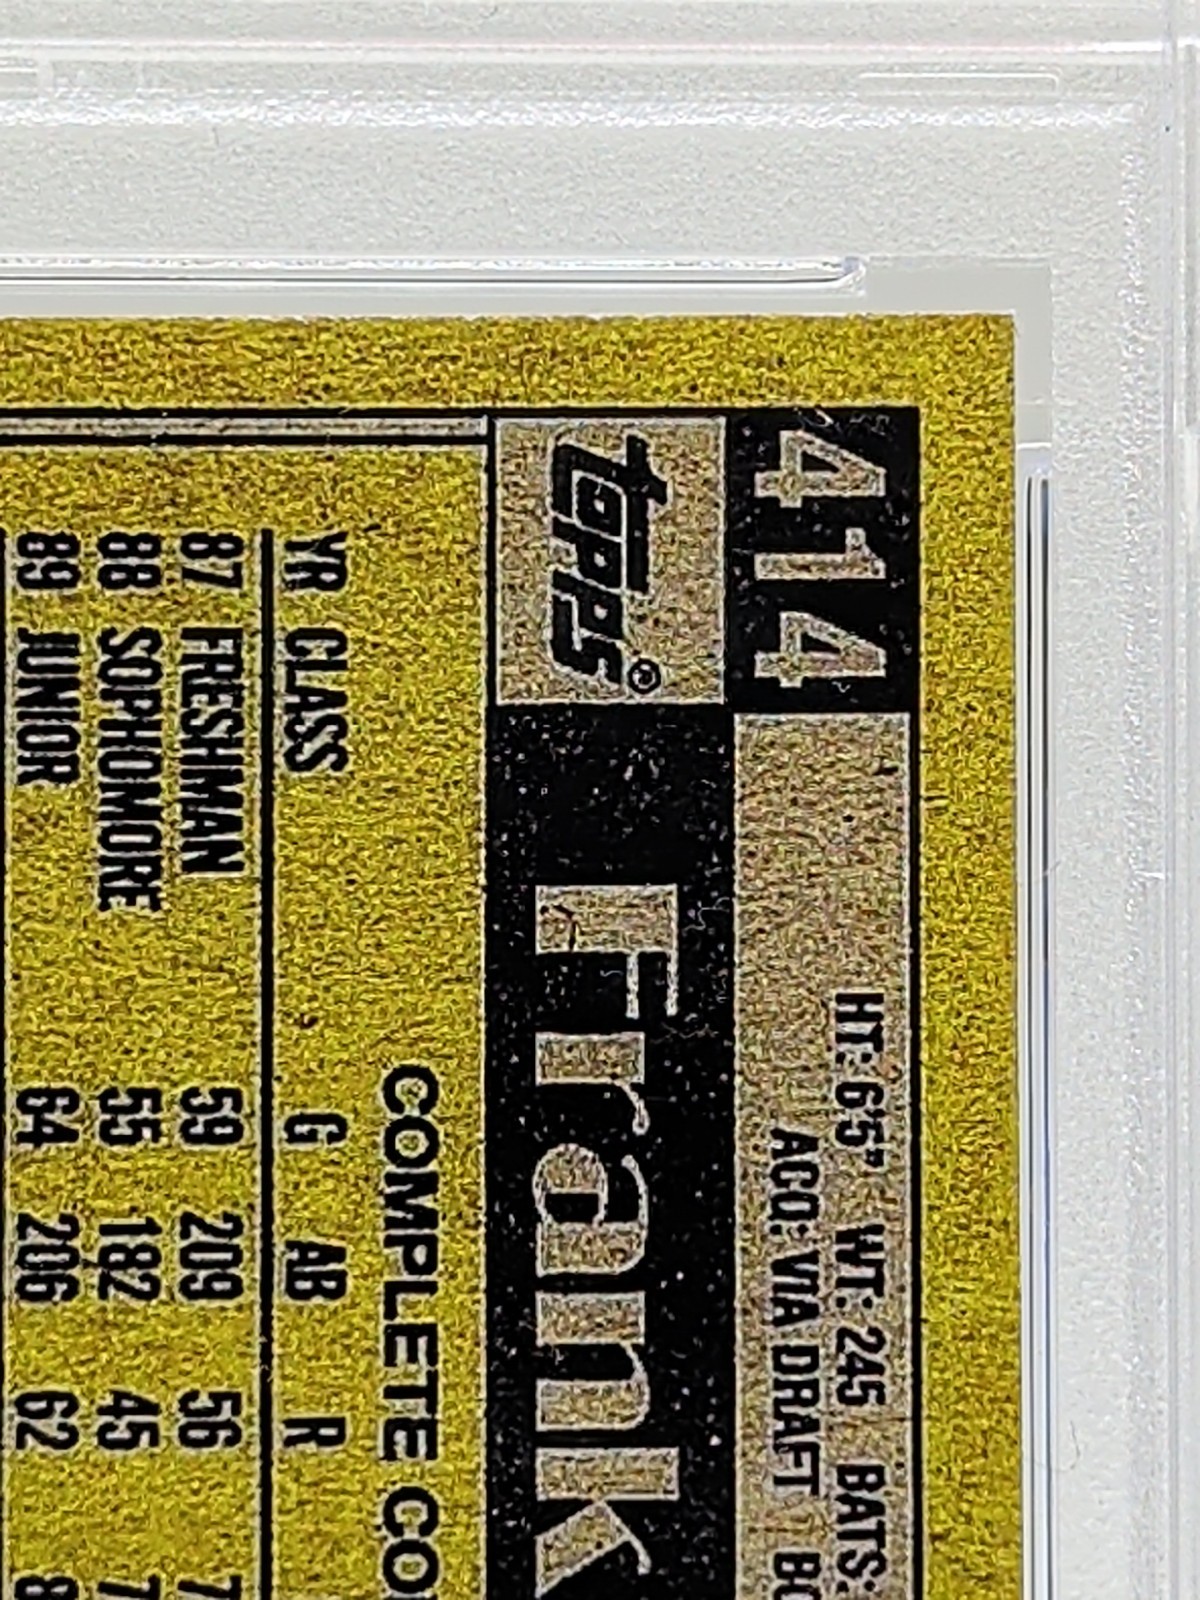 414
HT: 6'5" WT: 245 BATS:
ACQ: VIA DRAFT
topps®
Frank
COMPLETE
YR CLASS G AB R
87 FRESHMAN 59 209 56
88 SOPHOMORE 55 182 45
89 JUNIOR 64 206 62